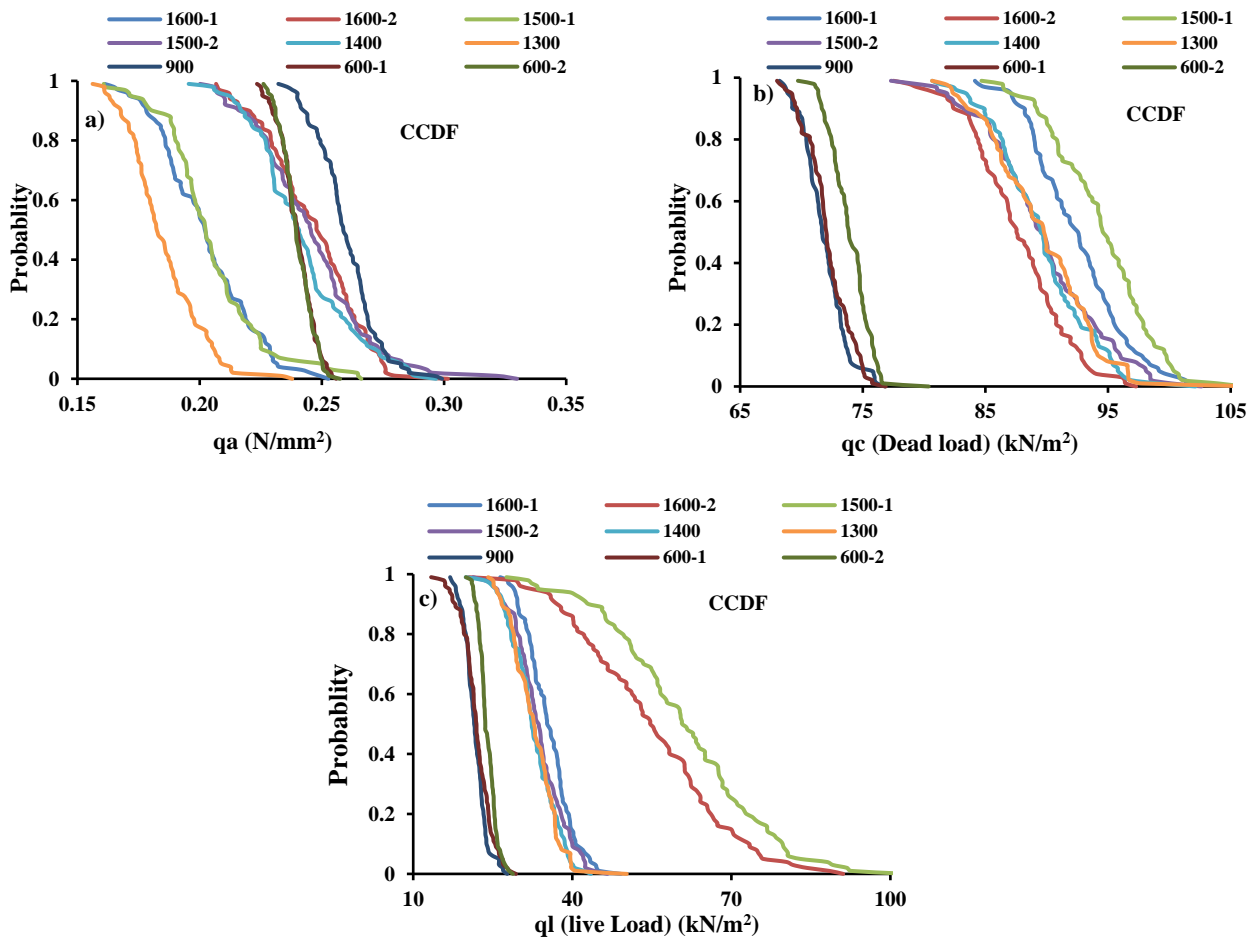 1600-1 1600-2 1500-1
1500-2 1400 1300
900 600-1 600-2
1
0.8
0.6
0.4
0.2
0
a)
CCDF
Probablity
0.15 0.20 0.25 0.30 0.35
qa (N/mm²)
1600-1 1600-2 1500-1
1500-2 1400 1300
900 600-1 600-2
1
0.8
0.6
0.4
0.2
0
b)
CCDF
Probablity
65 75 85 95 105
qc (Dead load) (kN/m²)
1600-1 1600-2 1500-1
1500-2 1400 1300
900 600-1 600-2
1
0.8
0.6
0.4
0.2
0
c)
CCDF
Probablity
10 40 70 100
ql (live Load) (kN/m²)